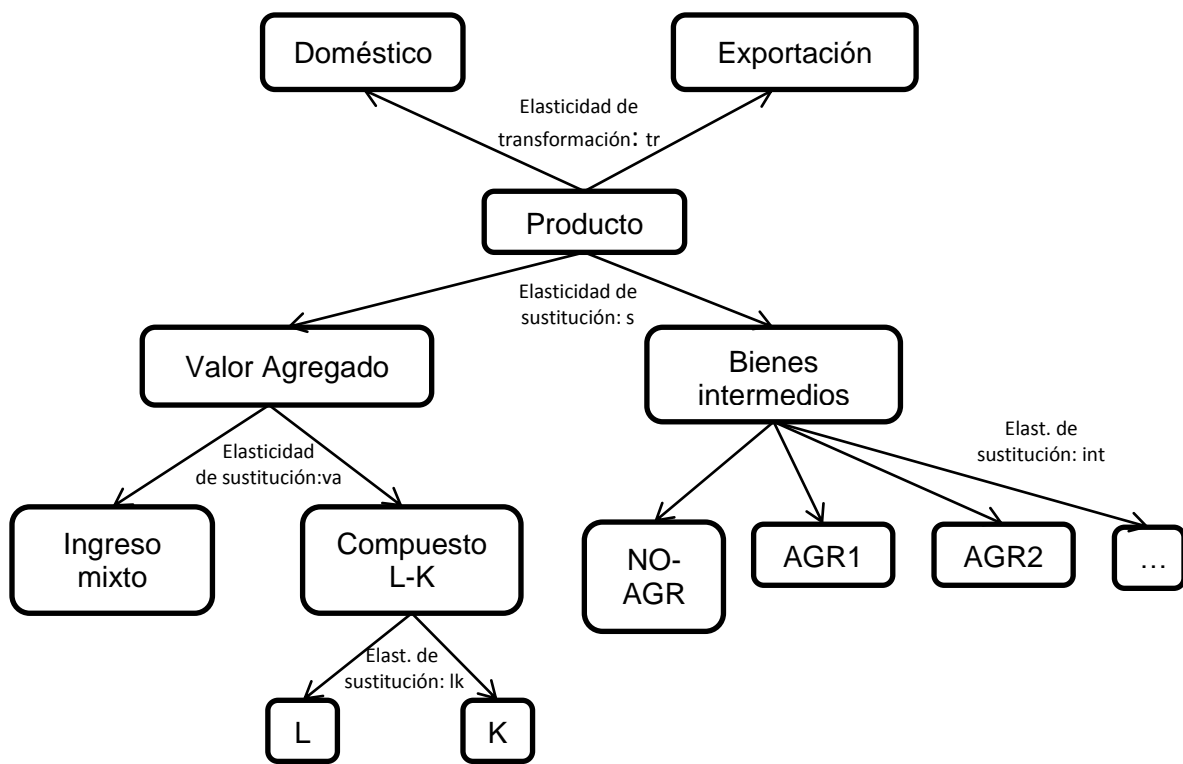 Doméstico
Exportación
Elasticidad de
transformación: tr
Producto
Elasticidad de
sustitución: s
Valor Agregado
Bienes
intermedios
Elasticidad
de sustitución:va
Elast. de
sustitución: int
Ingreso
mixto
Compuesto
L-K
NO-
AGR
AGR1
AGR2
...
Elast. de
sustitución: lk
L
K